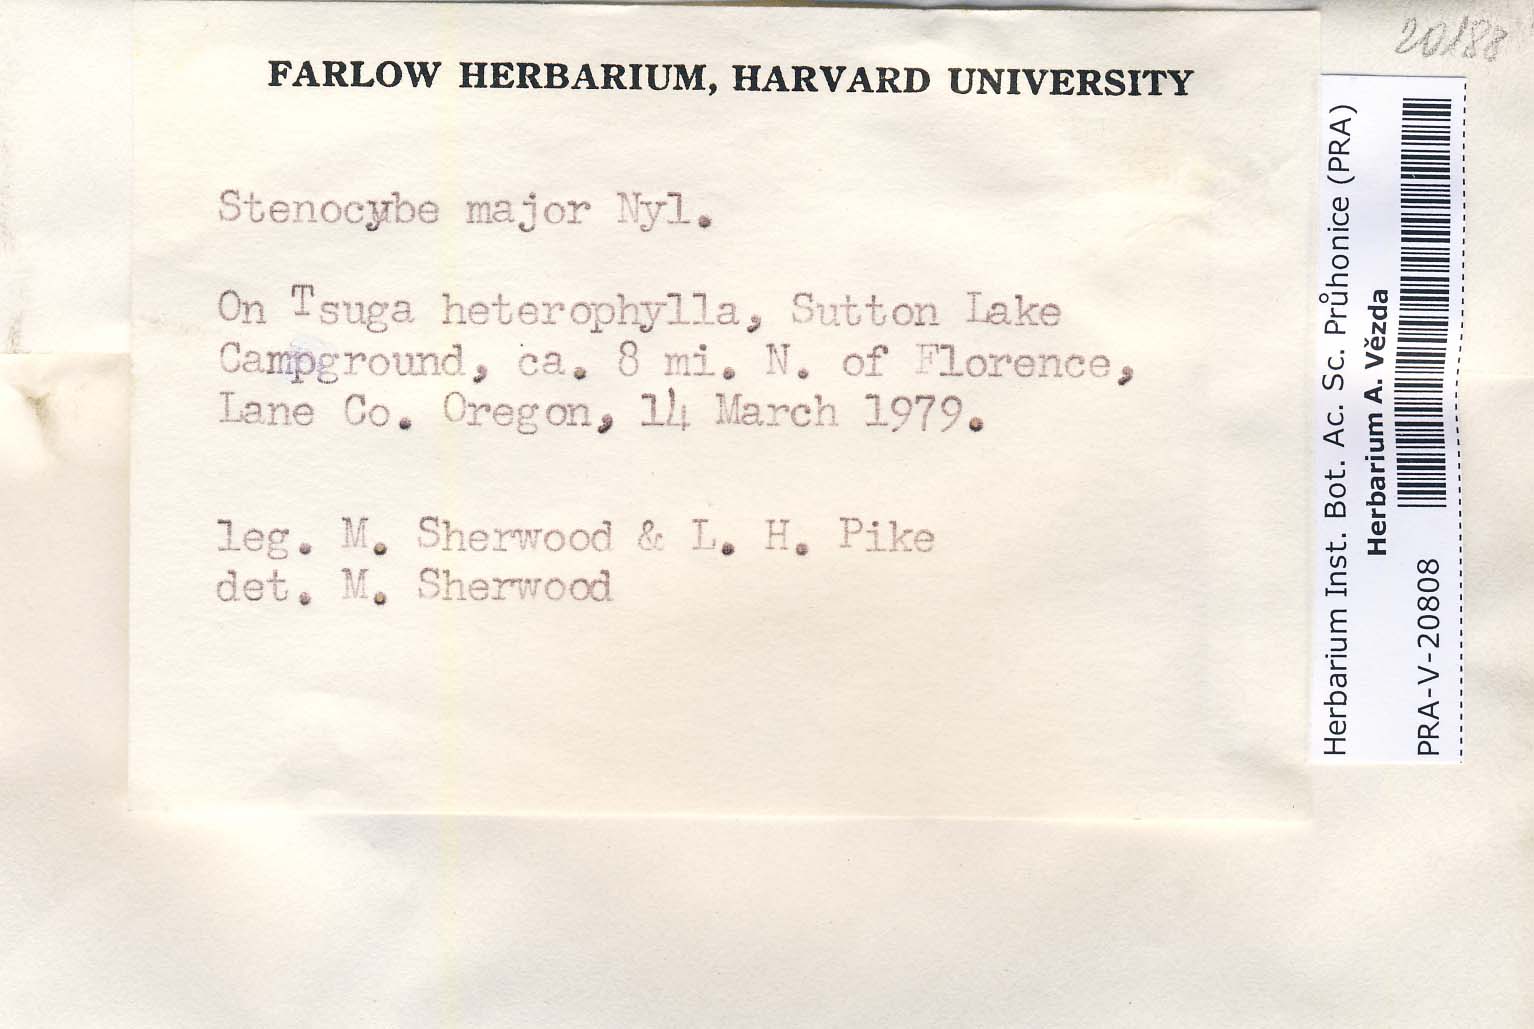 20188
FARLOW HERBARIUM, HARVARD UNIVERSITY
Stenocybe major Nyl.
On Tsuga heterophylla, Sutton Lake
Campground, ca. 8 mi. N. of Florence,
Lane Co. Oregon, 14 March 1979.
leg. M. Sherwood & L. H. Pike
det. M. Sherwood
Herbarium Inst. Bot. Ac. Sc. Průhonice (PRA)
Herbarium A. Vězda
PRA-V-20808